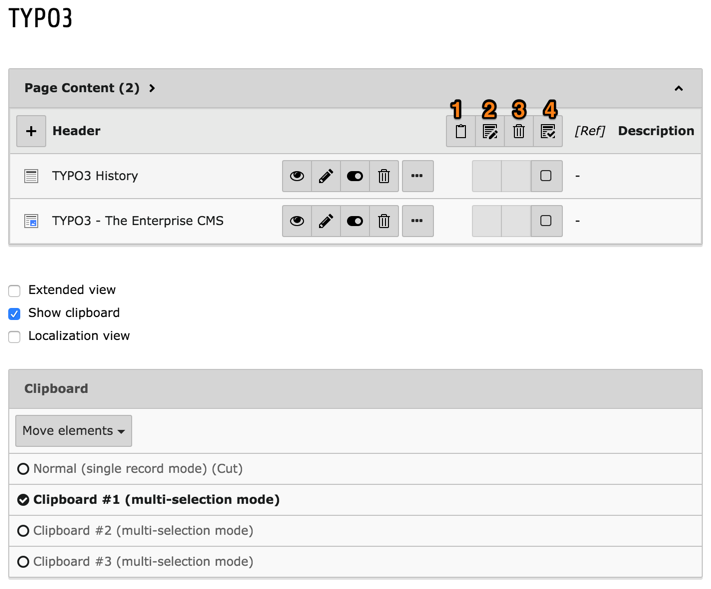 TYPO3
Page Content (2)
1 2 3 4
Header [Ref] Description
TYPO3 History -
TYPO3 - The Enterprise CMS -
Extended view
Show clipboard
Localization view
Clipboard
Move elements
Normal (single record mode) (Cut)
Clipboard #1 (multi-selection mode)
Clipboard #2 (multi-selection mode)
Clipboard #3 (multi-selection mode)